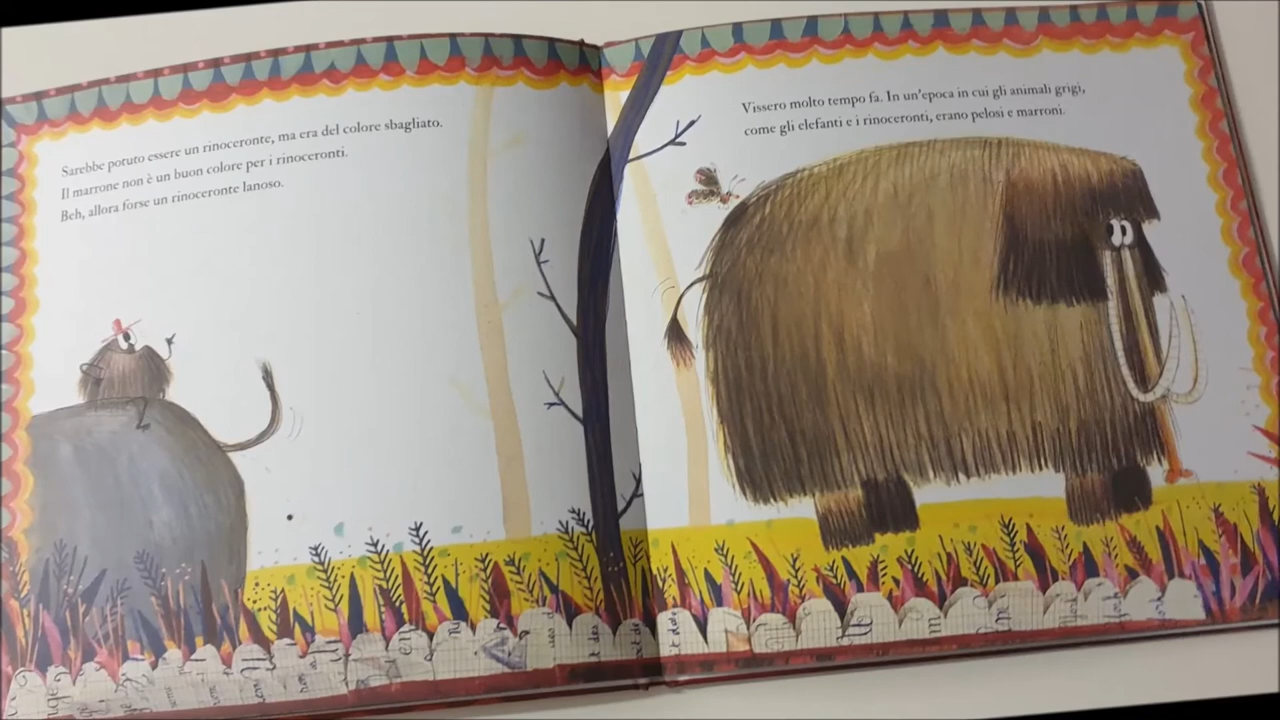 Sarebbe potuto essere un rinoceronte, ma era del colore sbagliato.
Il marrone non è un buon colore per i rinoceronti.
Beh, allora forse un rinoceronte lanoso.
Vissero molto tempo fa. In un'epoca in cui gli animali grigi,
come gli elefanti e i rinoceronti, erano pelosi e marroni.